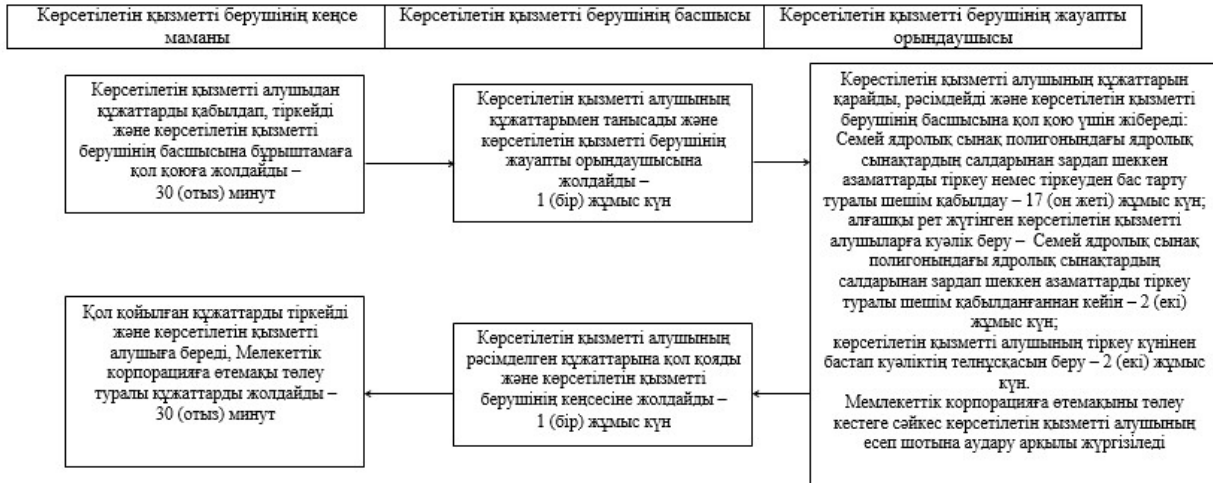 Көрсетілетін қызметті берушінің кеңсе
маманы
Көрсетілетін қызметті берушінің басшысы
Көрсетілетін қызметті берушінің жауапты
орындаушысы
Көрсетілетін қызметті алушыдан
құжаттарды қабылдап, тіркейді
және көрсетілетін қызметті
берушінің басшысына бұрыштамаға
қол қоюға жолдайды –
30 (отыз) минут
Көрсетілетін қызметті алушының
құжаттарымен танысады және
көрсетілетін қызметті берушінің
жауапты орындаушысына
жолдайды –
1 (бір) жұмыс күн
Көрестілетін қызметті алушының құжаттарын
қарайды, рәсімдейді және көрсетілетін қызметті
берушінің басшысына қол қою үшін жібереді:
Семей ядролық сынақ полигонындағы ядролық
сынақтардың салдарынан зардап шеккен
азаматтарды тіркеу немес тіркеуден бас тарту
туралы шешім қабылдау – 17 (он жеті) жұмыс күн;
алғашқы рет жүгінген көрсетілетін қызметті
алушыларға куәлік беру – Семей ядролық сынақ
полигонындағы ядролық сынақтардың
салдарынан зардап шеккен азаматтарды тіркеу
туралы шешім қабылданғаннан кейін – 2 (екі)
жұмыс күн;
көрсетілетін қызметті алушының тіркеу күнінен
бастап куәліктің телнұсқасын беру – 2 (екі) жұмыс
күн.
Мемлекеттік корпорацияға өтемақыны төлеу
кестеге сәйкес көрсетілетін қызметті алушының
есеп шотына аудару арқылы жүргізіледі
Қол қойылған құжаттарды тіркейді
және көрсетілетін қызметті
алушыға береді, Мелекеттік
корпорацияға өтемақы төлеу
туралы құжаттарды жолдайды –
30 (отыз) минут
Көрсетілетін қызметті алушының
рәсімделген құжаттарына қол қояды
және көрсетілетін қызметті
берушінің кеңсесіне жолдайды –
1 (бір) жұмыс күн